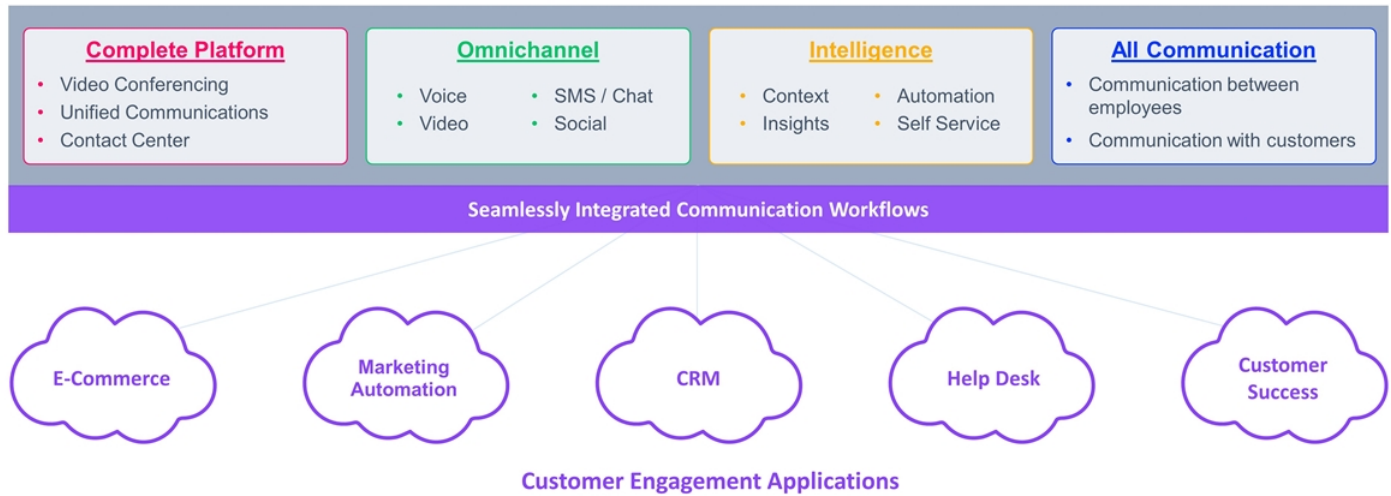 Complete Platform
• Video Conferencing
• Unified Communications
• Contact Center
Omnichannel
• Voice
• Video
• SMS / Chat
• Social
Intelligence
• Context
• Insights
• Automation
• Self Service
All Communication
• Communication between
employees
• Communication with customers
Seamlessly Integrated Communication Workflows
E-Commerce
Marketing
Automation
CRM
Help Desk
Customer
Success
Customer Engagement Applications